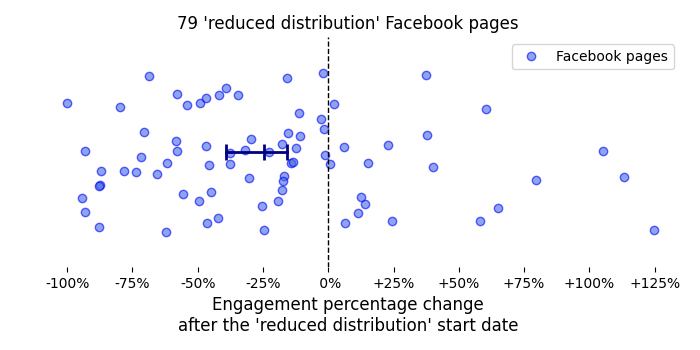 79 'reduced distribution' Facebook pages
Facebook pages
-100% -75% -50% -25% 0% +25% +50% +75% +100% +125%
Engagement percentage change
after the 'reduced distribution' start date